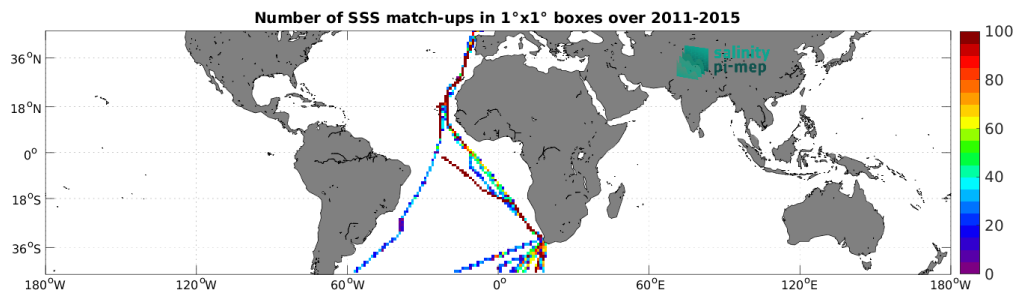 Number of SSS match-ups in 1°x1° boxes over 2011-2015
salinity
pi-mep
36°N
18°N
0°
18°S
36°S
180°W
120°W
60°W
0°
60°E
120°E
180°W
100
80
60
40
20
0